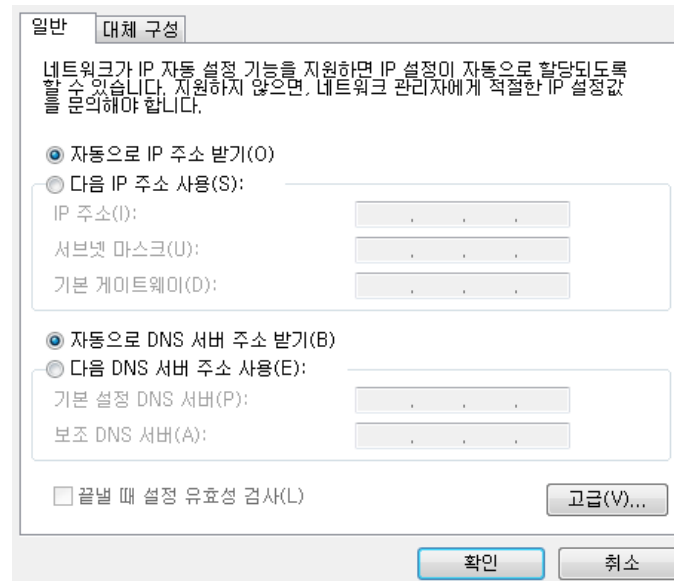 일반
대체 구성
네트워크가 IP 자동 설정 기능을 지원하면 IP 설정이 자동으로 할당되도록
할 수 있습니다. 지원하지 않으면, 네트워크 관리자에게 적절한 IP 설정값
을 문의해야 합니다.
자동으로 IP 주소 받기(O)
다음 IP 주소 사용(S):
IP 주소(I):
서브넷 마스크(U):
기본 게이트웨이(D):
자동으로 DNS 서버 주소 받기(B)
다음 DNS 서버 주소 사용(E):
기본 설정 DNS 서버(P):
보조 DNS 서버(A):
끝낼 때 설정 유효성 검사(L)
고급(V)...
확인
취소